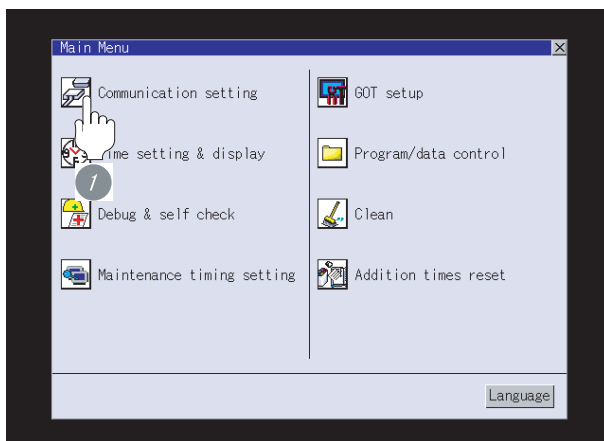 Main Menu
Communication setting
Time setting & display
1
Debug & self check
Maintenance timing setting
GOT setup
Program/data control
Clean
Addition times reset
Language